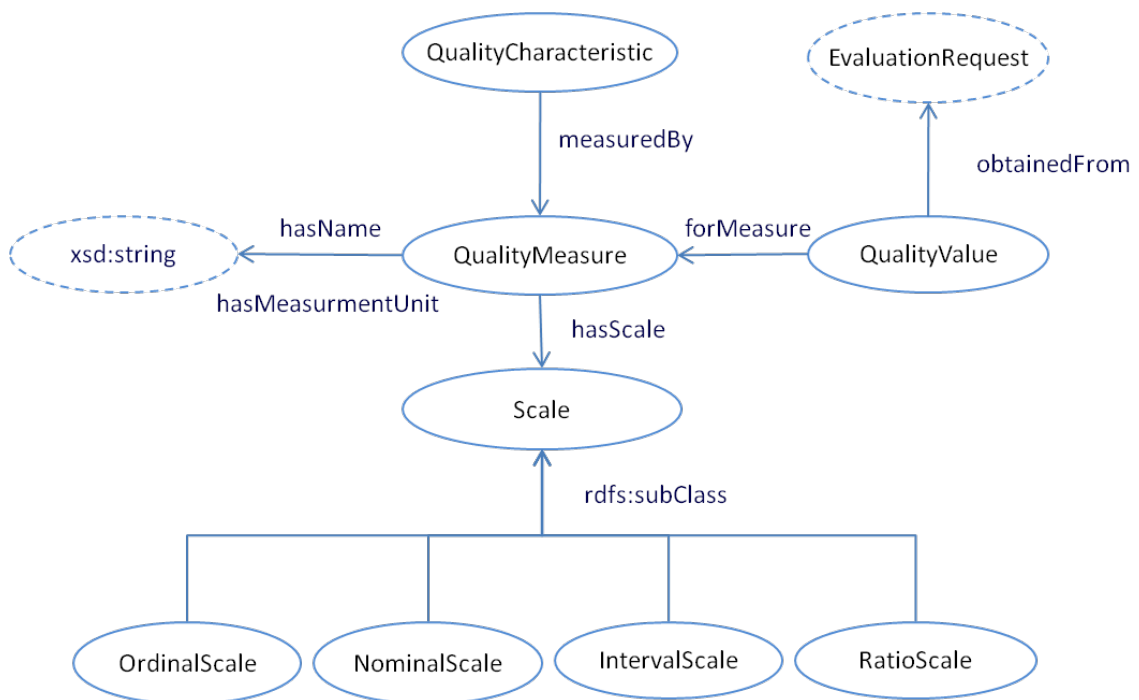 QualityCharacteristic
EvaluationRequest
measuredBy
obtainedFrom
xsd:string
hasName
QualityMeasure
forMeasure
QualityValue
hasMeasurmentUnit
hasScale
Scale
rdfs:subClass
OrdinalScale
NominalScale
IntervalScale
RatioScale